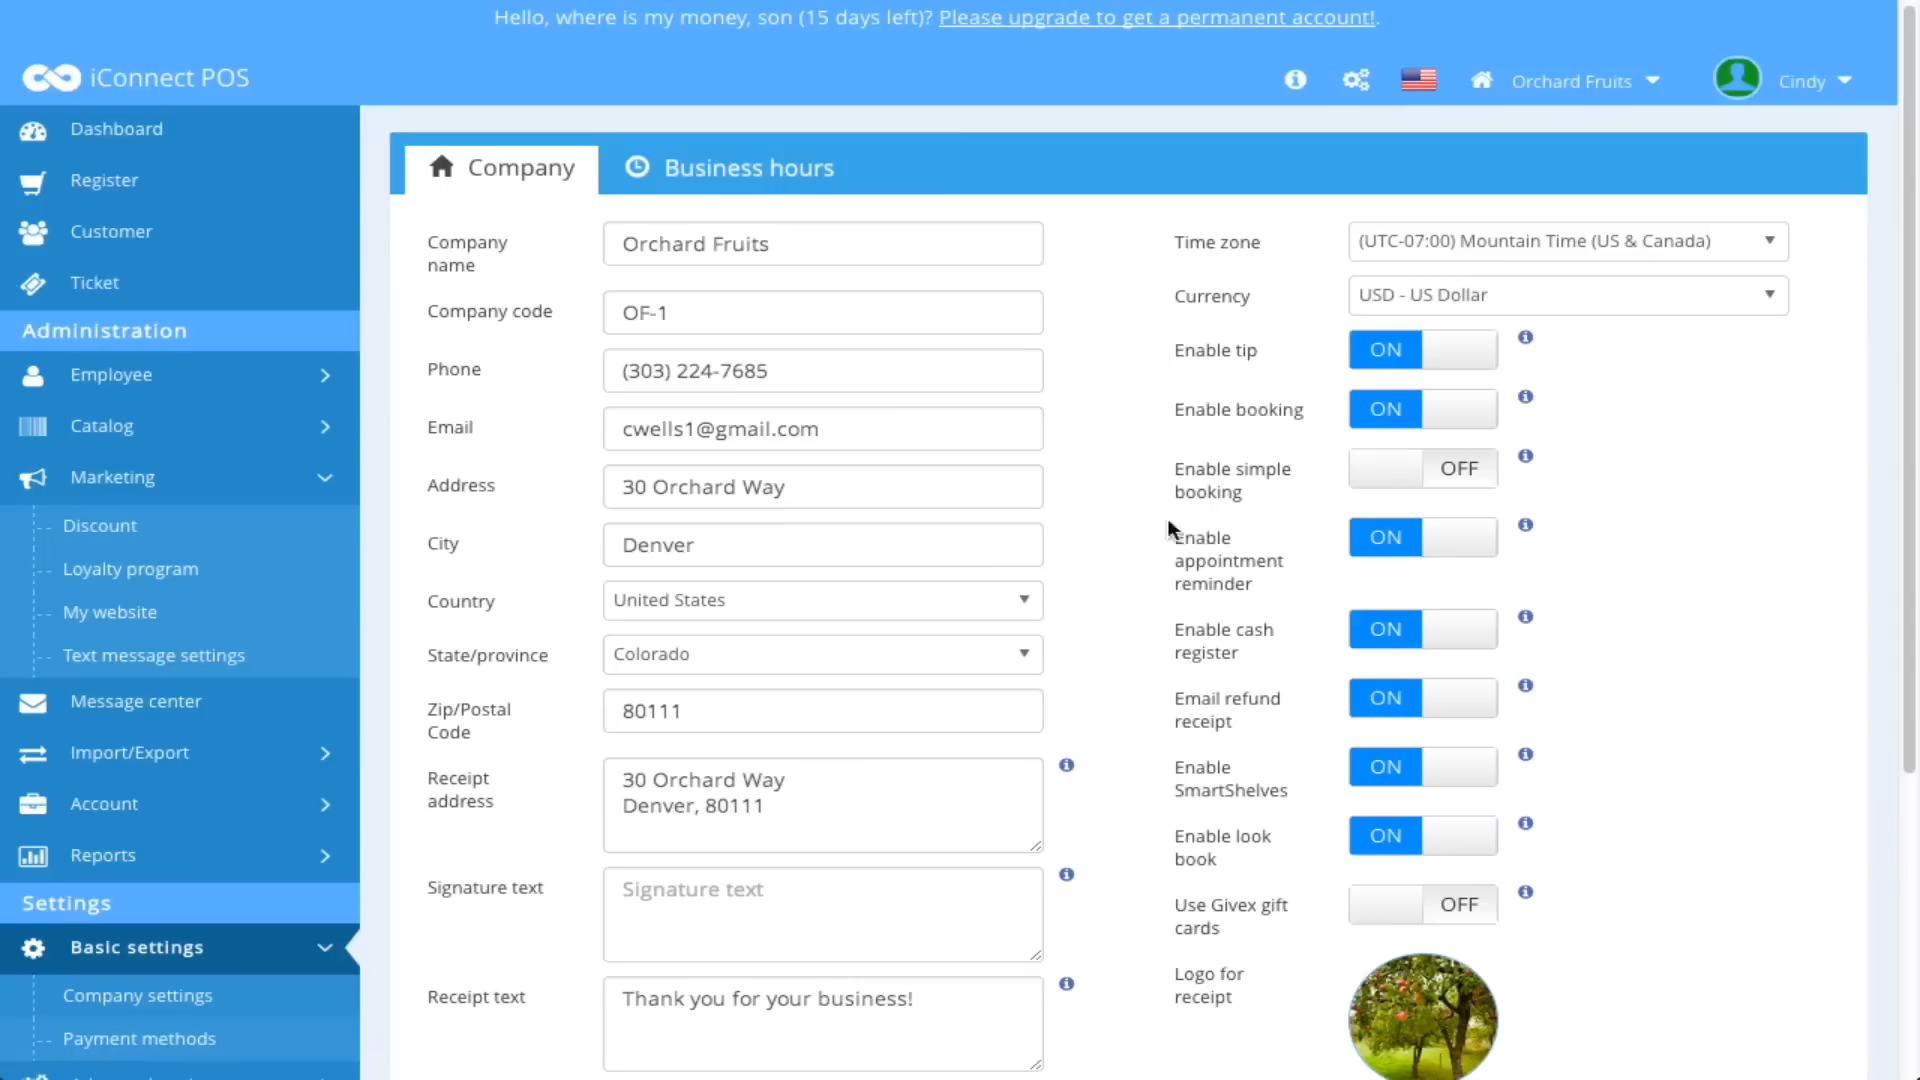 Hello, where is my money, son (15 days left)? Please upgrade to get a permanent account!.
iConnect POS
Orchard Fruits
Cindy
Dashboard
Register
Customer
Ticket
Administration
Employee
Catalog
Marketing
Discount
Loyalty program
My website
Text message settings
Message center
Import/Export
Account
Reports
Settings
Basic settings
Company settings
Payment methods
Company
Business hours
Company
name
Orchard Fruits
Company code
OF-1
Phone
(303) 224-7685
Email
cwells1@gmail.com
Address
30 Orchard Way
City
Denver
Country
United States
State/province
Colorado
Zip/Postal
Code
80111
Receipt
address
30 Orchard Way
Denver, 80111
Signature text
Signature text
Receipt text
Thank you for your business!
Time zone
(UTC-07:00) Mountain Time (US & Canada)
Currency
USD - US Dollar
Enable tip
ON
Enable booking
ON
Enable simple
booking
OFF
Enable
appointment
reminder
ON
Enable cash
register
ON
Email refund
receipt
ON
Enable
SmartShelves
ON
Enable look
book
ON
Use Givex gift
cards
OFF
Logo for
receipt